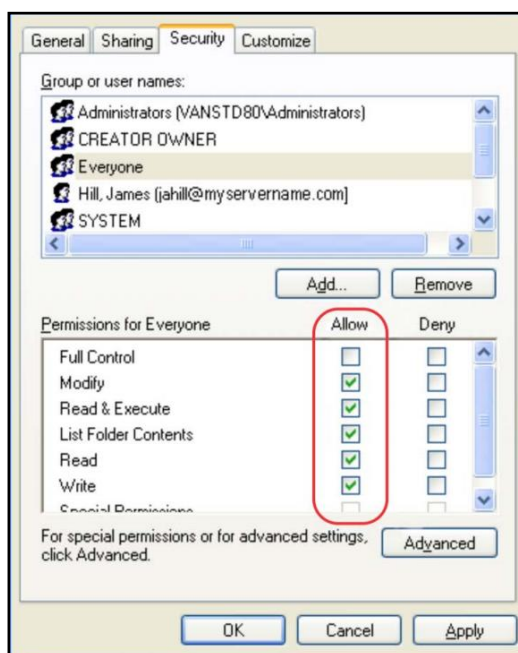 General Sharing Security Customize
Group or user names:
Administrators (VANSTD80\Administrators)
CREATOR OWNER
Everyone
Hill, James (jahill@myservername.com)
SYSTEM
Add... Remove
Permissions for Everyone Allow Deny
Full Control
Modify
Read & Execute
List Folder Contents
Read
Write
Special Permissions
For special permissions or for advanced settings,
click Advanced.
Advanced
OK Cancel Apply